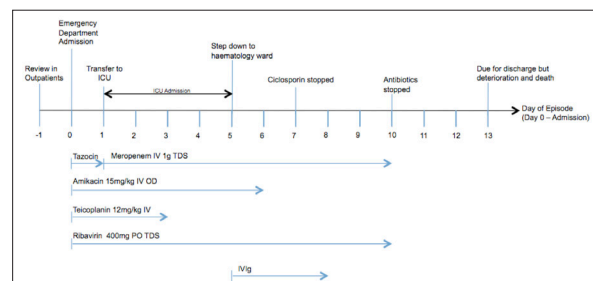 Emergency
Department
Admission
Step down to
haematology ward
Due for discharge but
deterioration and death
Review in
Outpatients
Transfer to
ICU
Ciclosporin stopped
Antibiotics
stopped
ICU Admission
Day of Episode
(Day 0 – Admission)
-1 0 1 2 3 4 5 6 7 8 9 10 11 12 13
Tazocin Meropenem IV 1g TDS
Amikacin 15mg/kg IV OD
Teicoplanin 12mg/kg IV
Ribavirin 400mg PO TDS
IVIg